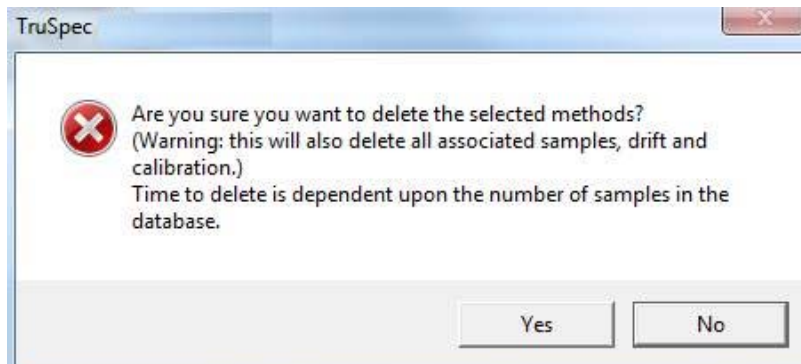 TruSpec
Are you sure you want to delete the selected methods?
(Warning: this will also delete all associated samples, drift and
calibration.)
Time to delete is dependent upon the number of samples in the
database.
Yes
No